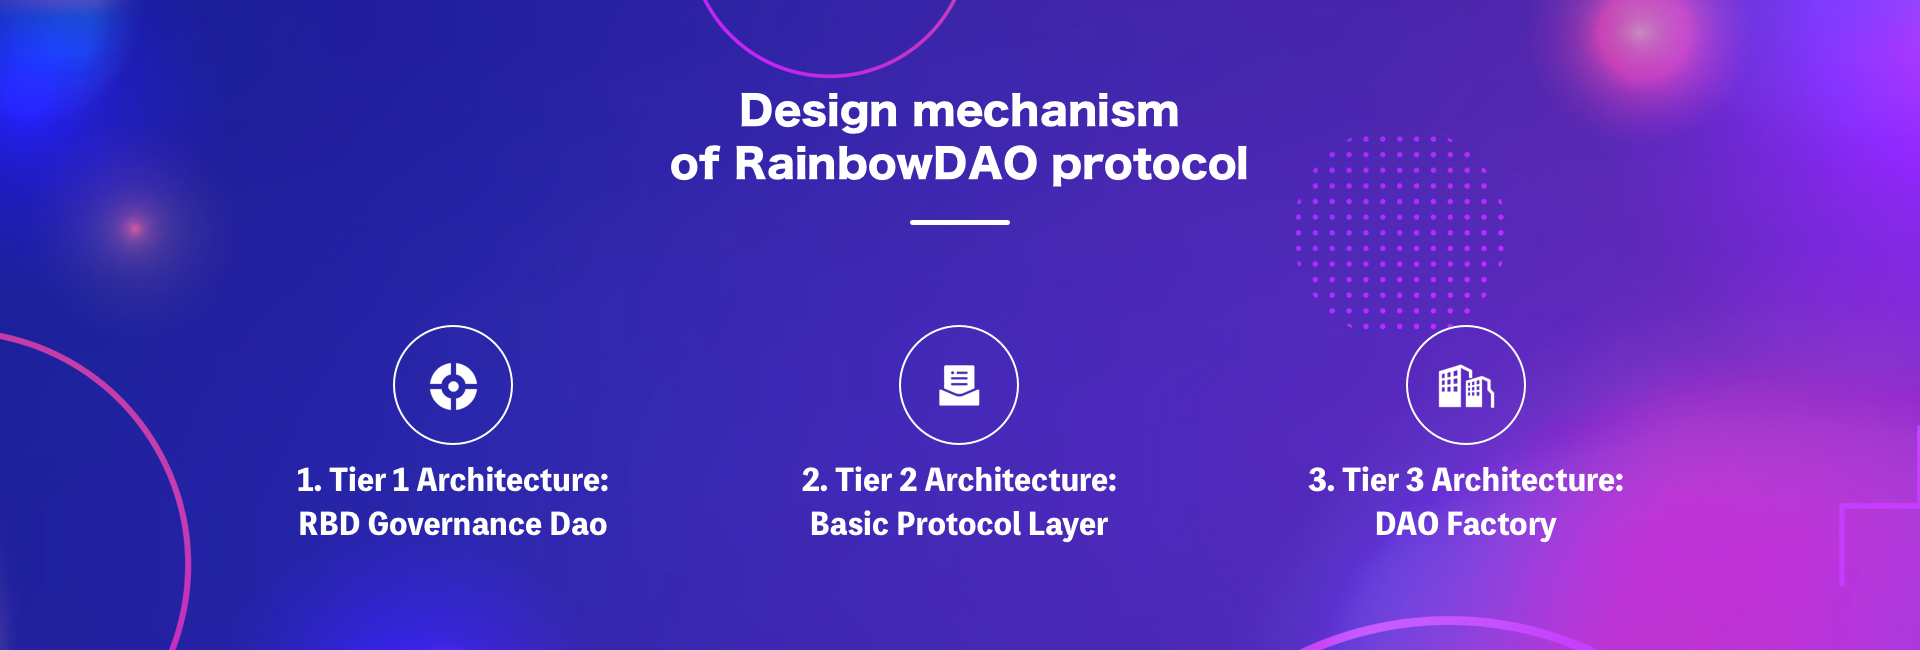 Design mechanism
of RainbowDAO protocol
1. Tier 1 Architecture:
RBD Governance Dao
2. Tier 2 Architecture:
Basic Protocol Layer
3. Tier 3 Architecture:
DAO Factory